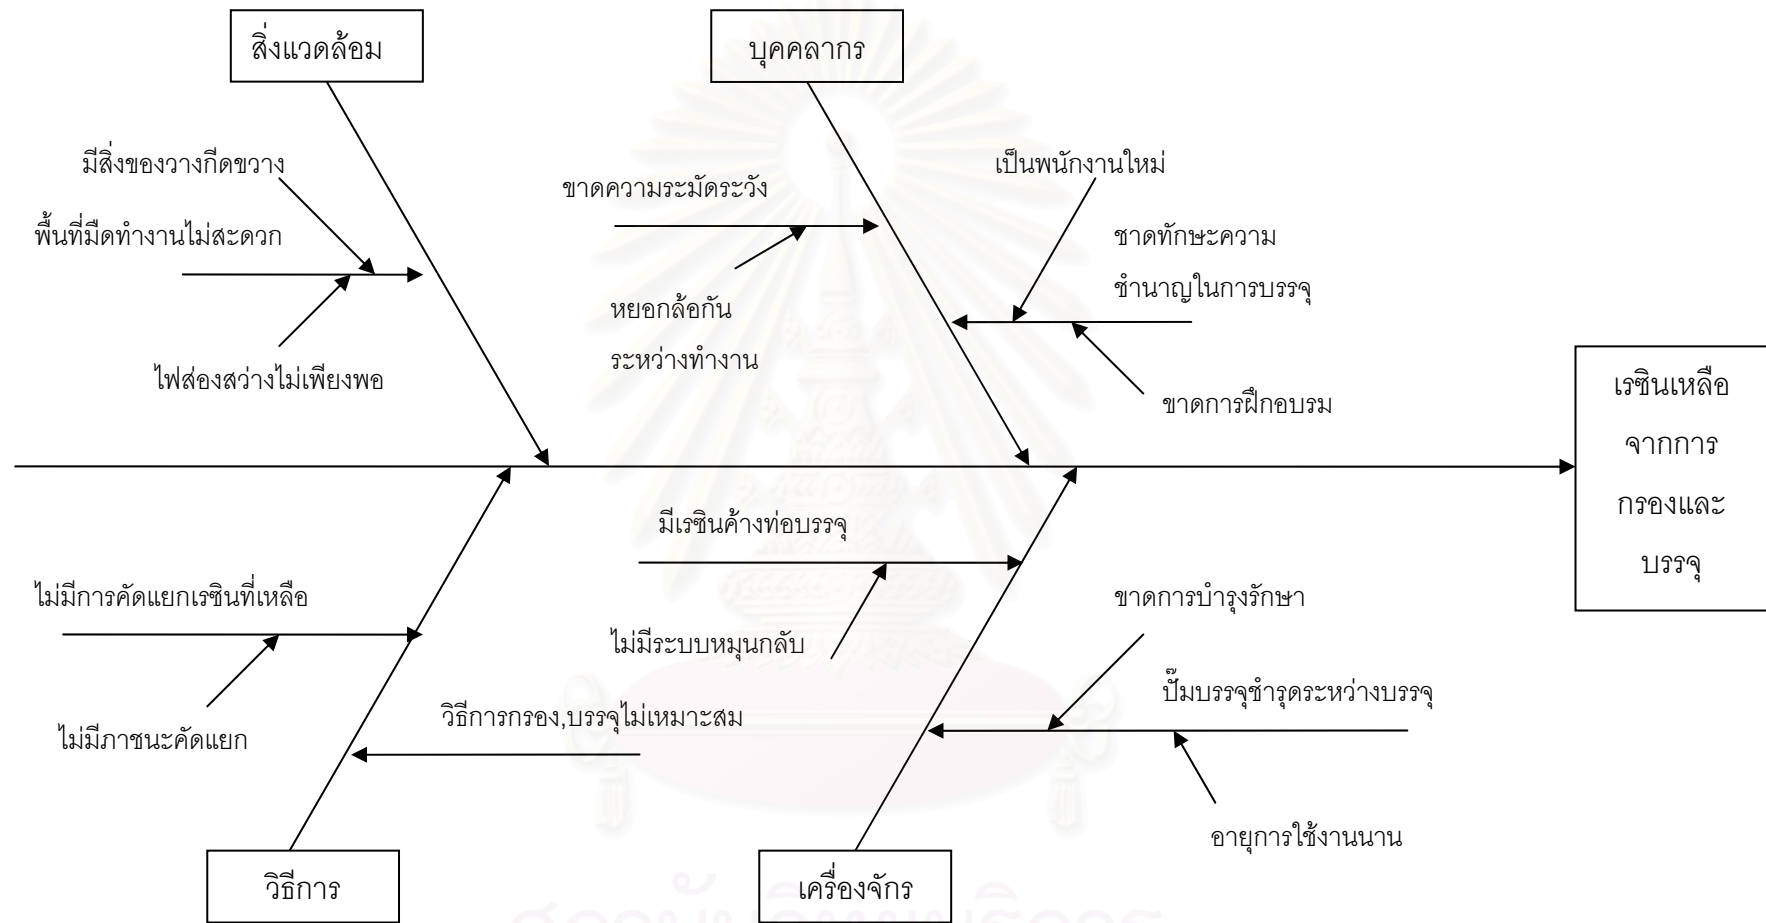 สิ่งแวดล้อม
บุคคลากร
มีสิ่งของวางกีดขวาง
เป็นพนักงานใหม่
ขาดความระมัดระวัง
พื้นที่มืดทำงานไม่สะดวก
ชาดทักษะความ
ชำนาญในการบรรจุ
หยอกล้อกัน
ระหว่างทำงาน
ไฟส่องสว่างไม่เพียงพอ
ขาดการฝึกอบรม
เรซินเหลือ
จากการ
กรองและ
บรรจุ
มีเรซินค้างท่อบรรจุ
ไม่มีการคัดแยกเรซินที่เหลือ
ขาดการบำรุงรักษา
ไม่มีระบบหมุนกลับ
ปั๊มบรรจุชำรุดระหว่างบรรจุ
วิธีการกรอง,บรรจุไม่เหมาะสม
ไม่มีภาชนะคัดแยก
อายุการใช้งานนาน
วิธีการ
เครื่องจักร